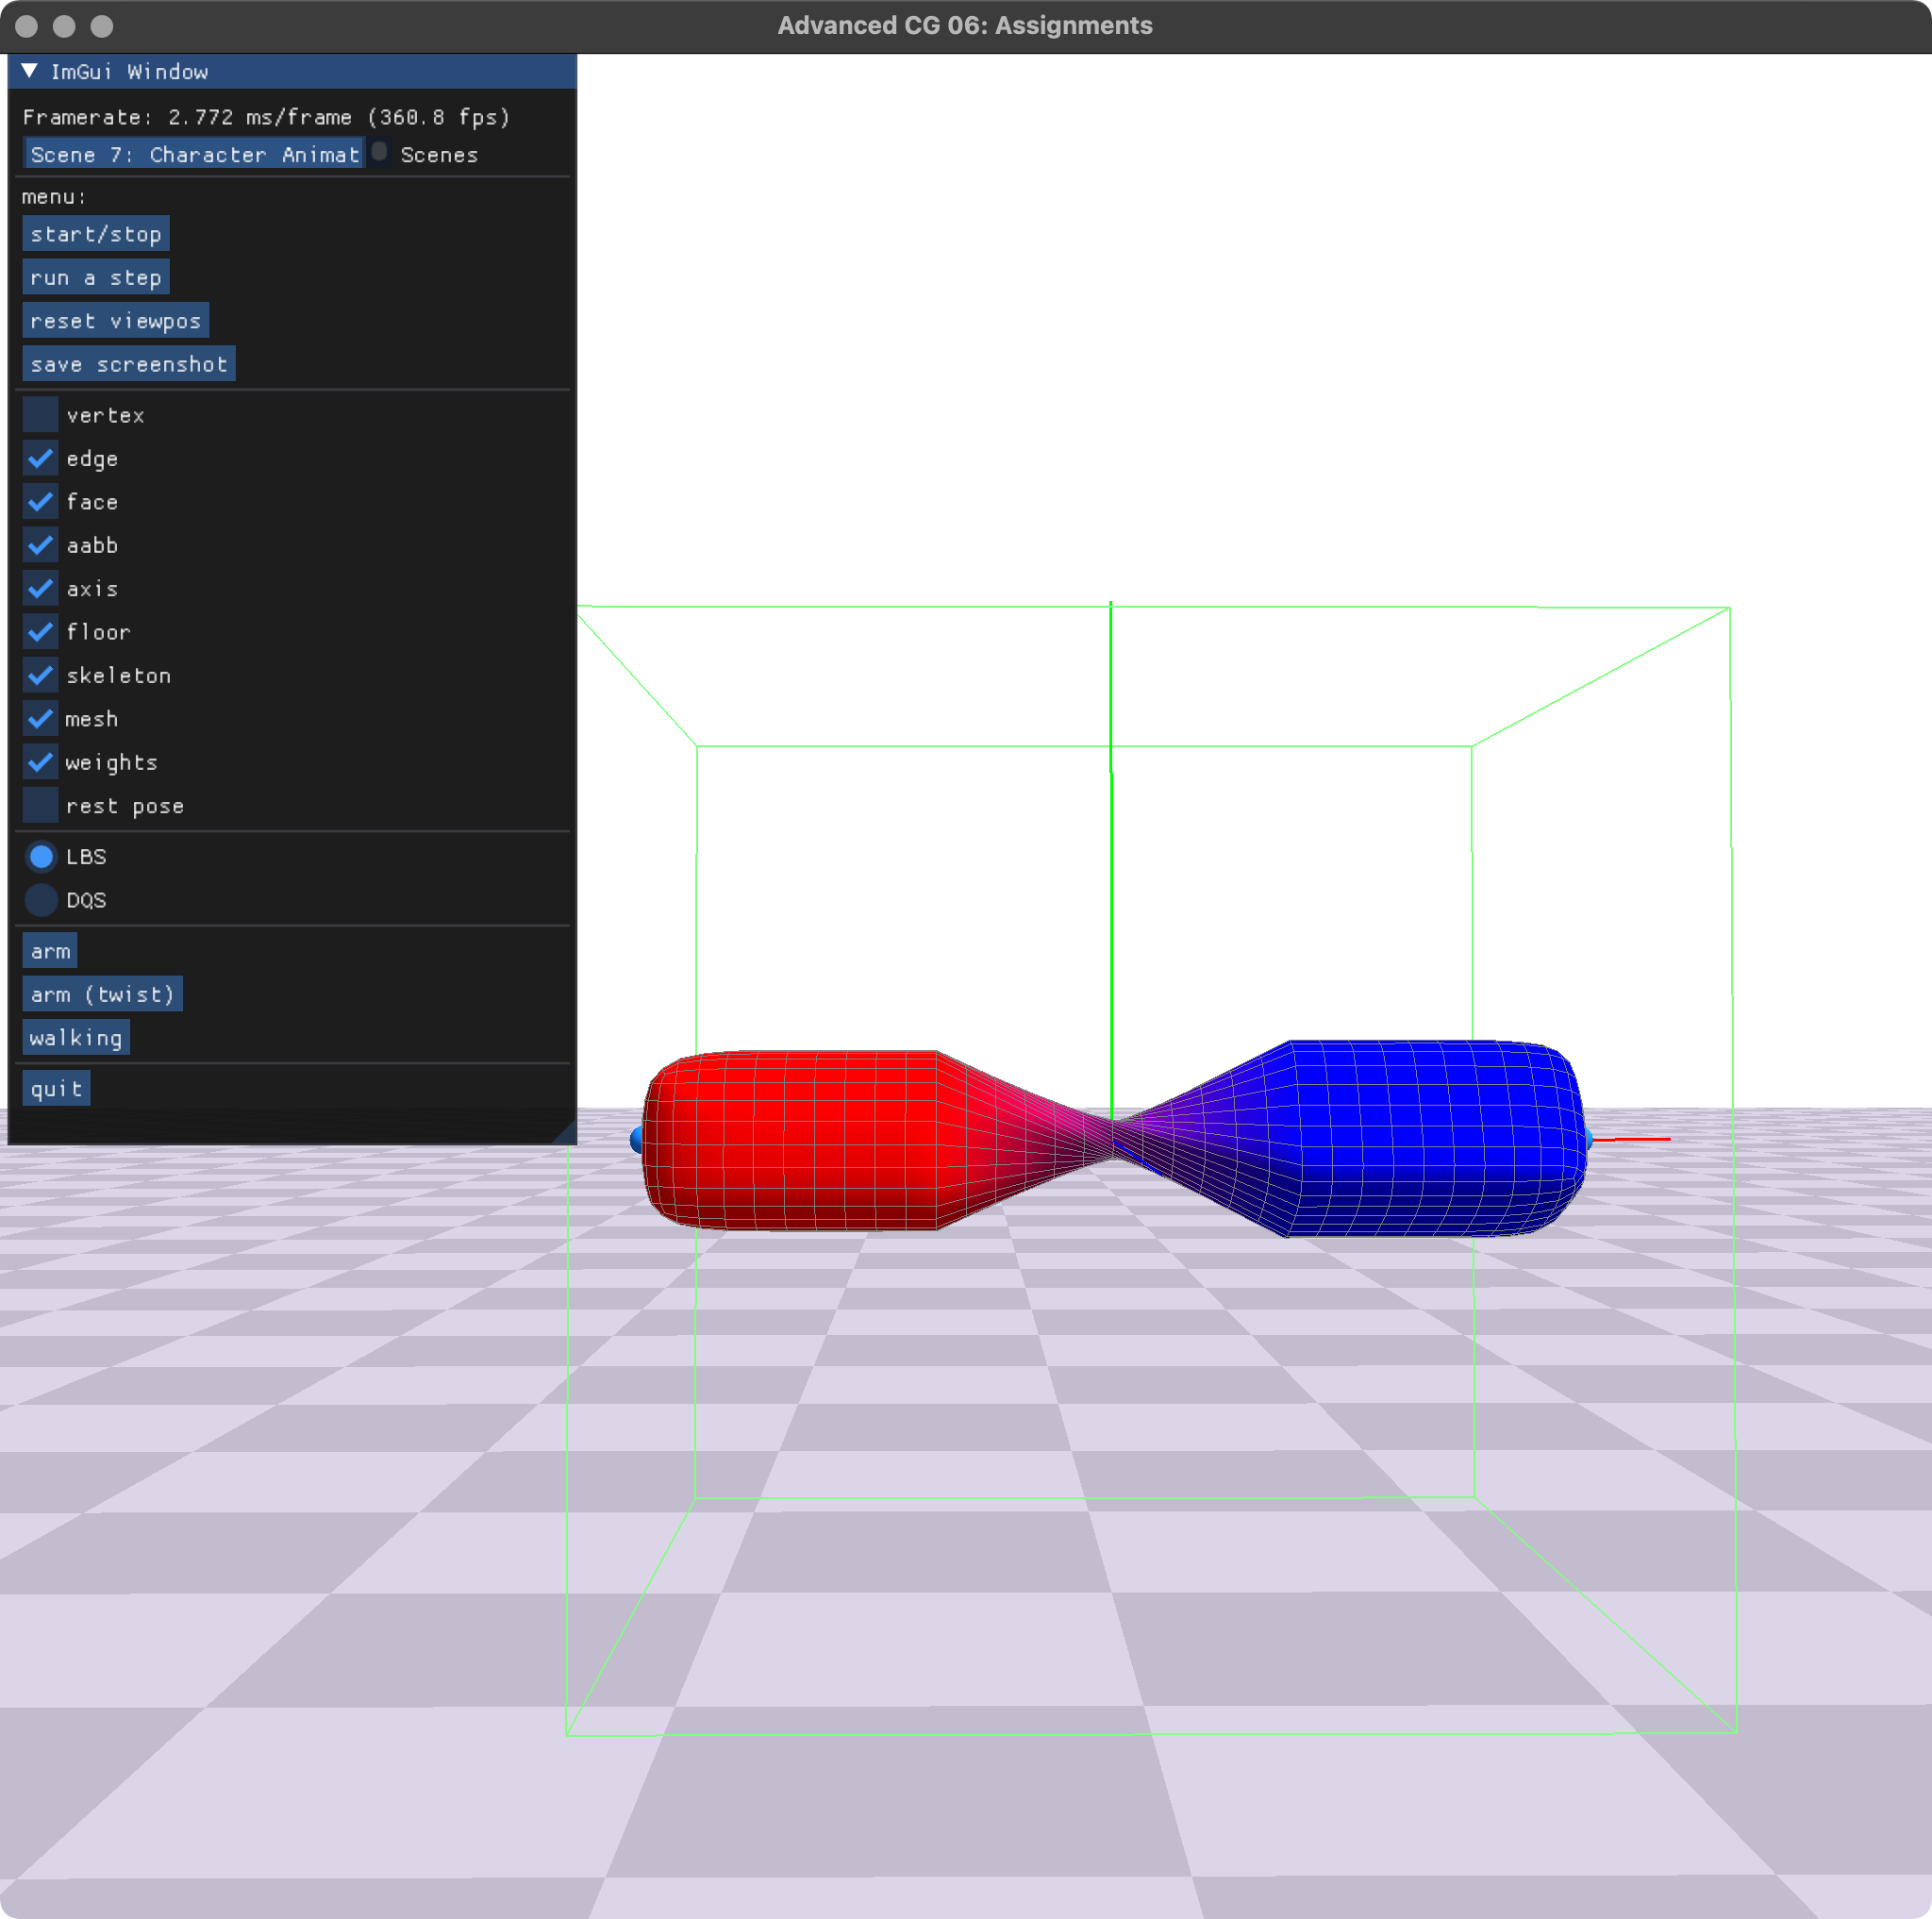 Advanced CG 06: Assignments
ImGui Window
Framerate: 2.772 ms/frame (360.8 fps)
Scene 7: Character Animat Scenes
menu:
start/stop
run a step
reset viewpos
save screenshot
vertex
edge
face
aabb
axis
floor
skeleton
mesh
weights
rest pose
LBS
DQS
arm
arm (twist)
walking
quit